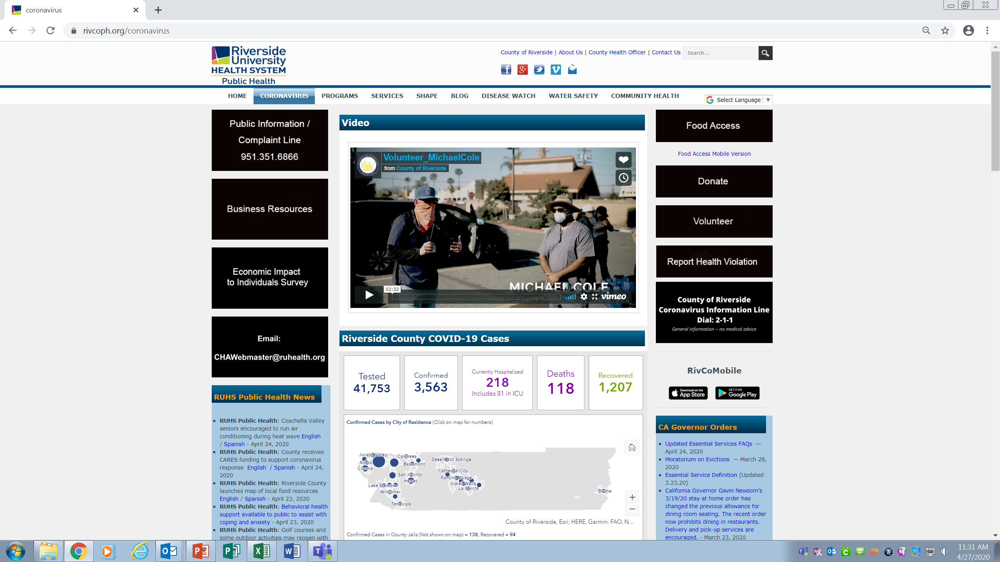 coronavirus
rivcoph.org/coronavirus
Riverside
University
HEALTH SYSTEM
Public Health
County of Riverside | About Us | County Health Officer | Contact Us
Search...
HOME CORONAVIRUS PROGRAMS SERVICES SHAPE BLOG DISEASE WATCH WATER SAFETY COMMUNITY HEALTH
Select Language
Public Information /
Complaint Line
951.351.6866
Business Resources
Economic Impact
to Individuals Survey
Email:
CHAWebmaster@ruhealth.org
RUHS Public Health News
RUHS Public Health: Coachella Valley
seniors encouraged to run air
conditioning during heat wave English
/ Spanish - April 24, 2020
RUHS Public Health: County receives
CARES funding to support coronavirus
response English / Spanish - April 24,
2020
RUHS Public Health: Riverside County
launches map of local food resources
English / Spanish - April 23, 2020
RUHS Public Health: Behavioral health
support available to public to assist with
coping and anxiety - April 23, 2020
RUHS Public Health: Golf courses and
some outdoor activities may reopen with
Video
Volunteer_MichaelCole
from County of Riverside
MICHAEL COLE
EMERGENCY MEDICAL TECHNICIAN
02:32
vimeo
Riverside County COVID-19 Cases
Tested
41,753
Confirmed
3,563
Currently Hospitalized
218
Includes 81 in ICU
Deaths
118
Recovered
1,207
Confirmed Cases by City of Residence (Click on map for numbers)
Jurupa Valley
Norco
Corona
Calimesa
Beaumont
San Jacinto
Hemet
Lake Elsinore
Wildomar
Temecula
Desert Hot Springs
Cathedral City
Rancho Mirage
Indian Wells
La Quinta
Blythe
County of Riverside, Esri, HERE, Garmin, FAO, N...
Confirmed Cases in County Jails (Not shown on map) = 138; Recovered = 94
Food Access
Food Access Mobile Version
Donate
Volunteer
Report Health Violation
County of Riverside
Coronavirus Information Line
Dial: 2-1-1
General information -- no medical advice
RivCoMobile
Download on the
App Store
GET IT ON
Google Play
CA Governor Orders
Updated Essential Services FAQs —
April 24, 2020
Moratorium on Evictions — March 28,
2020
Essential Service Definition (Updated
3.23.20)
California Governor Gavin Newsom's
3/19/20 stay at home order has
changed the previous allowance for
dining room seating. The recent order
now prohibits dining in restaurants.
Delivery and pick-up services are
encouraged. - March 23, 2020
11:31 AM
4/27/2020